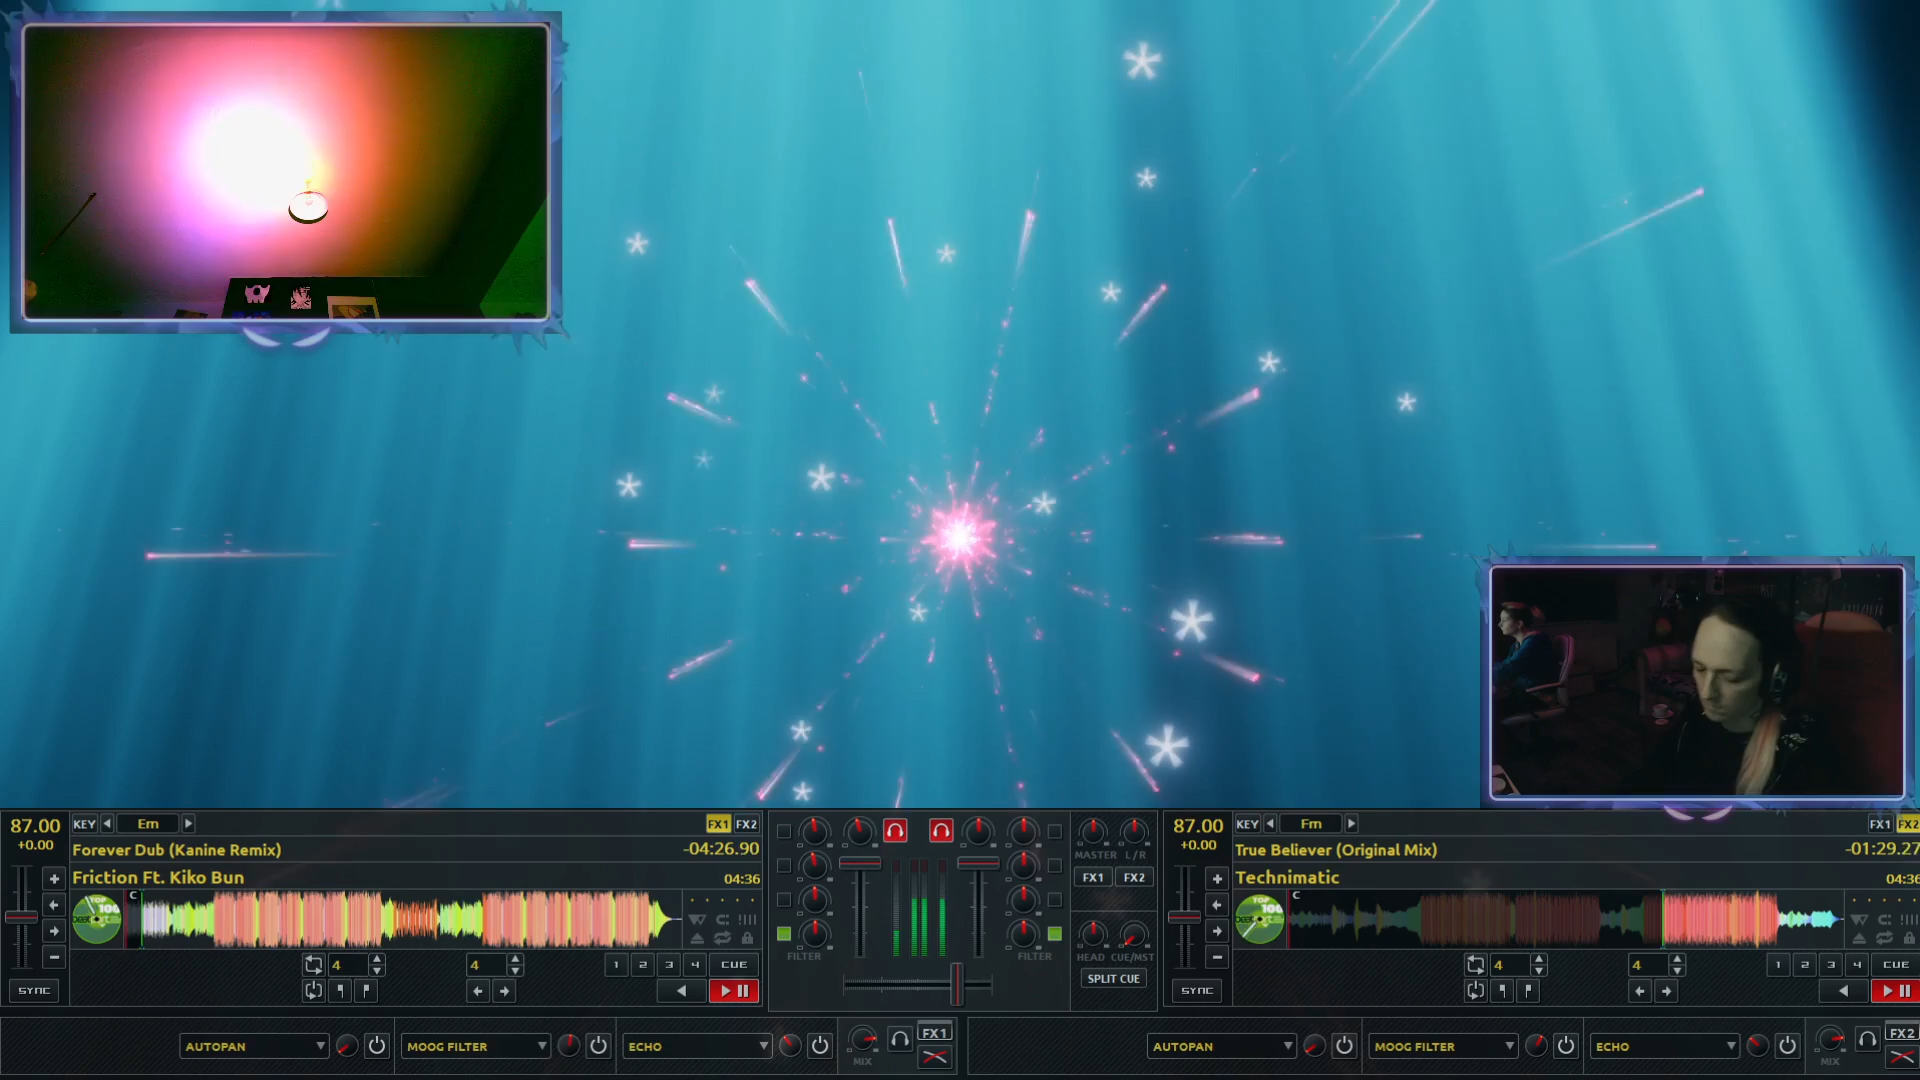 87.00
+0.00
KEY Em FX1 FX2
Forever Dub (Kanine Remix) -04:26.90
Friction Ft. Kiko Bun 04:36
C
TOP 100
4 4 1 2 3 4 CUE
SYNC
MASTER L/R
FX1 FX2
FILTER FILTER
HEAD CUE/MST
SPLIT CUE
87.00
+0.00
KEY Fm FX1 FX2
True Believer (Original Mix) -01:29.27
Technimatic 04:36
C
TOP 100
4 4 1 2 3 4 CUE
SYNC
AUTOPAN MOOG FILTER ECHO MIX FX1
AUTOPAN MOOG FILTER ECHO MIX FX2